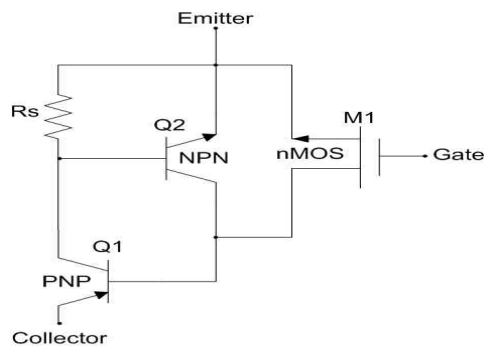 Emitter
Rs
M1
Q2
NPN
nMOS
Gate
Q1
PNP
Collector